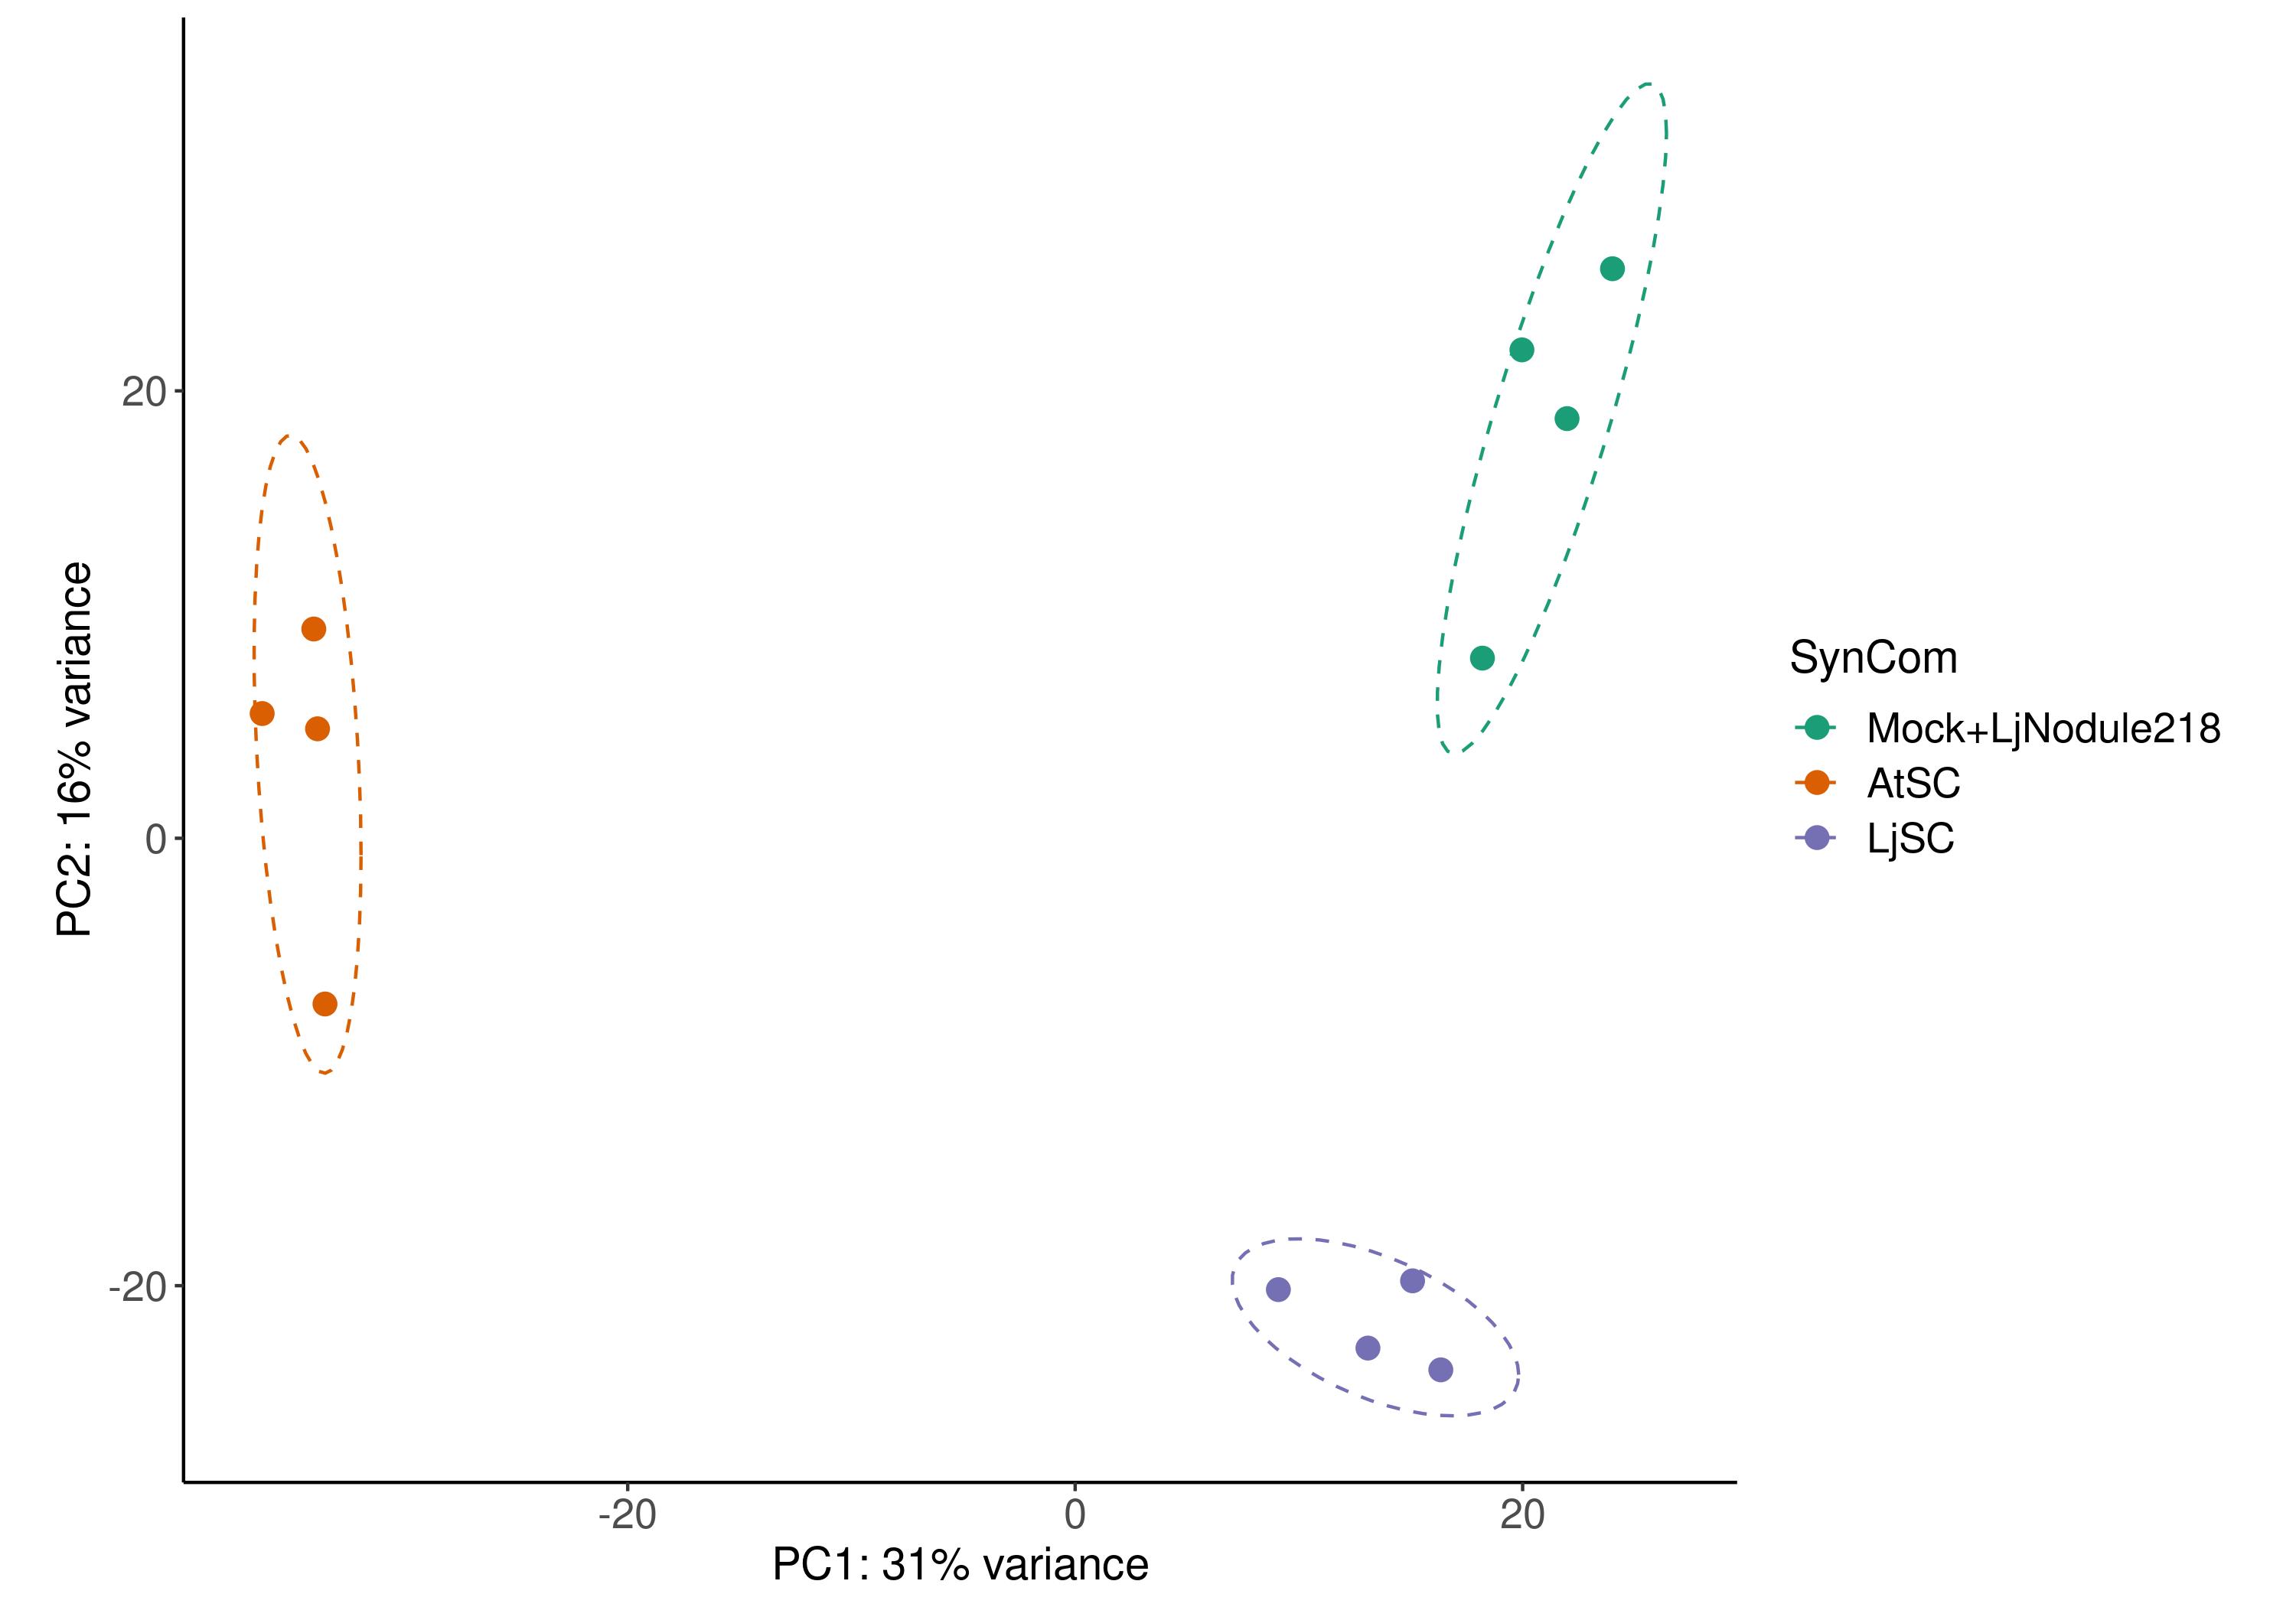 PC2: 16% variance
20
0
-20
-20
0
20
PC1: 31% variance
SynCom
Mock+LjNodule218
AtSC
LjSC